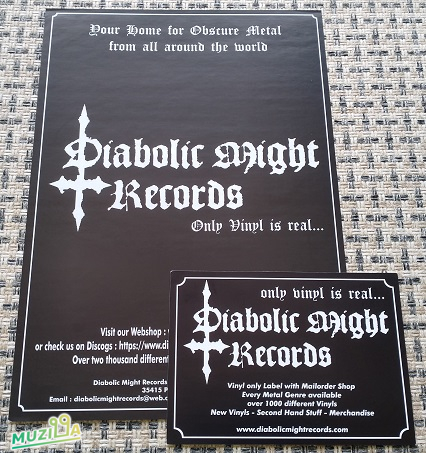 Your Home for Obscure Metal
from all around the world
Diabolic Might
Records
Only Vinyl is real...
Visit our Webshop :
or check us on Discogs : https://www.di
Over two thousand different
Diabolic Might Records
35415 P
Email : diabolicmightrecords@web.
only vinyl is real...
Diabolic Might
Records
Vinyl only Label with Mailorder Shop
Every Metal Genre available
over 1000 different Vinyls
New Vinyls - Second Hand Stuff - Merchandise
www.diabolicmightrecords.com
MUZILLA